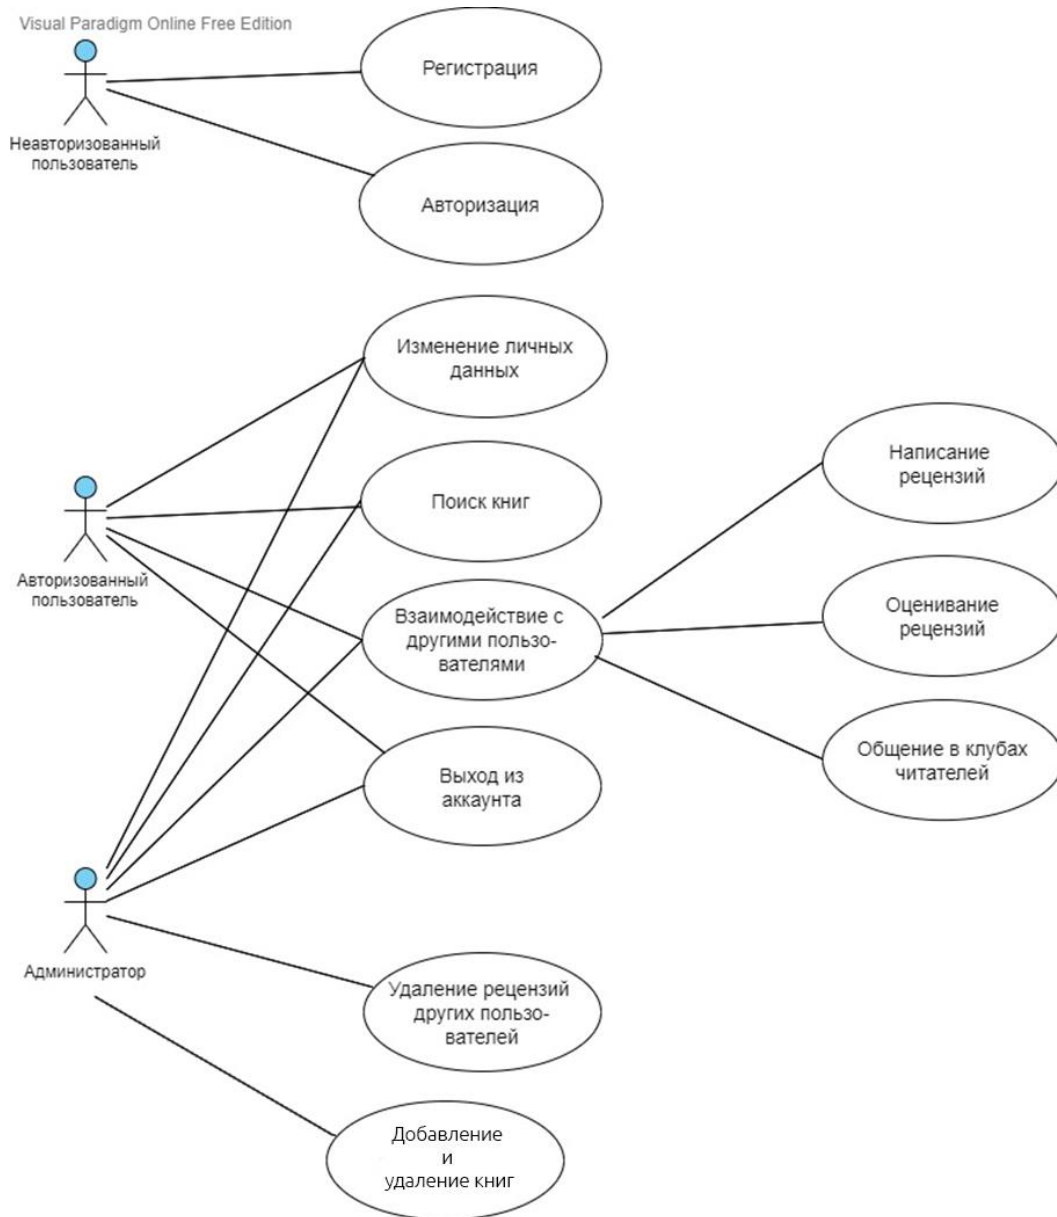 Visual Paradigm Online Free Edition
Регистрация
Неавторизованный
пользователь
Авторизация
Изменение личных
данных
Написание
рецензий
Поиск книг
Авторизованный
пользователь
Взаимодействие с
другими пользо-
вателями
Оценивание
рецензий
Общение в клубах
читателей
Выход из
аккаунта
Администратор
Удаление рецензий
других пользо-
вателей
Добавление
и
удаление книг